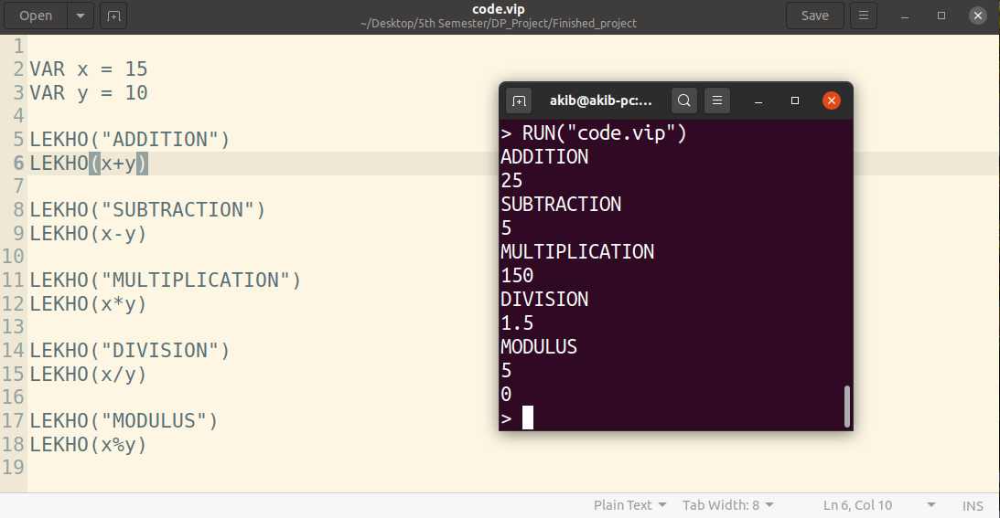 Open
code.vip
~/Desktop/5th Semester/DP_Project/Finished_project
Save
1
2 VAR x = 15
3 VAR y = 10
4
5 LEKHO("ADDITION")
6 LEKHO(x+y)
7
8 LEKHO("SUBTRACTION")
9 LEKHO(x-y)
10
11 LEKHO("MULTIPLICATION")
12 LEKHO(x*y)
13
14 LEKHO("DIVISION")
15 LEKHO(x/y)
16
17 LEKHO("MODULUS")
18 LEKHO(x%y)
19
akib@akib-pc:...
> RUN("code.vip")
ADDITION
25
SUBTRACTION
5
MULTIPLICATION
150
DIVISION
1.5
MODULUS
5
0
>
Plain Text Tab Width: 8 Ln 6, Col 10 INS